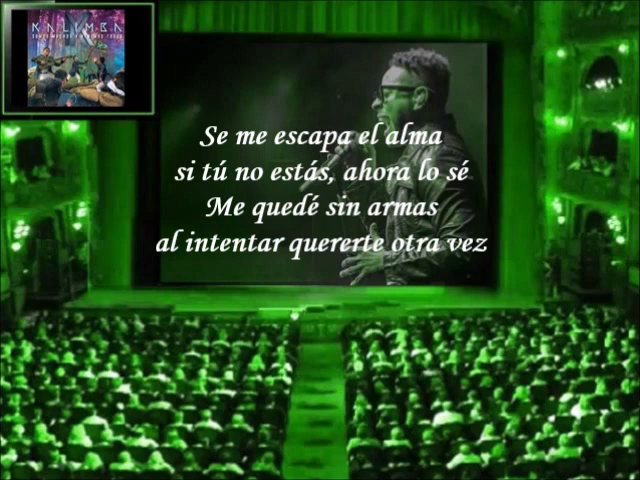 KALIMBA
Se me escapa el alma
si tú no estás, ahora lo sé
Me quedé sin armas
al intentar quererte otra vez